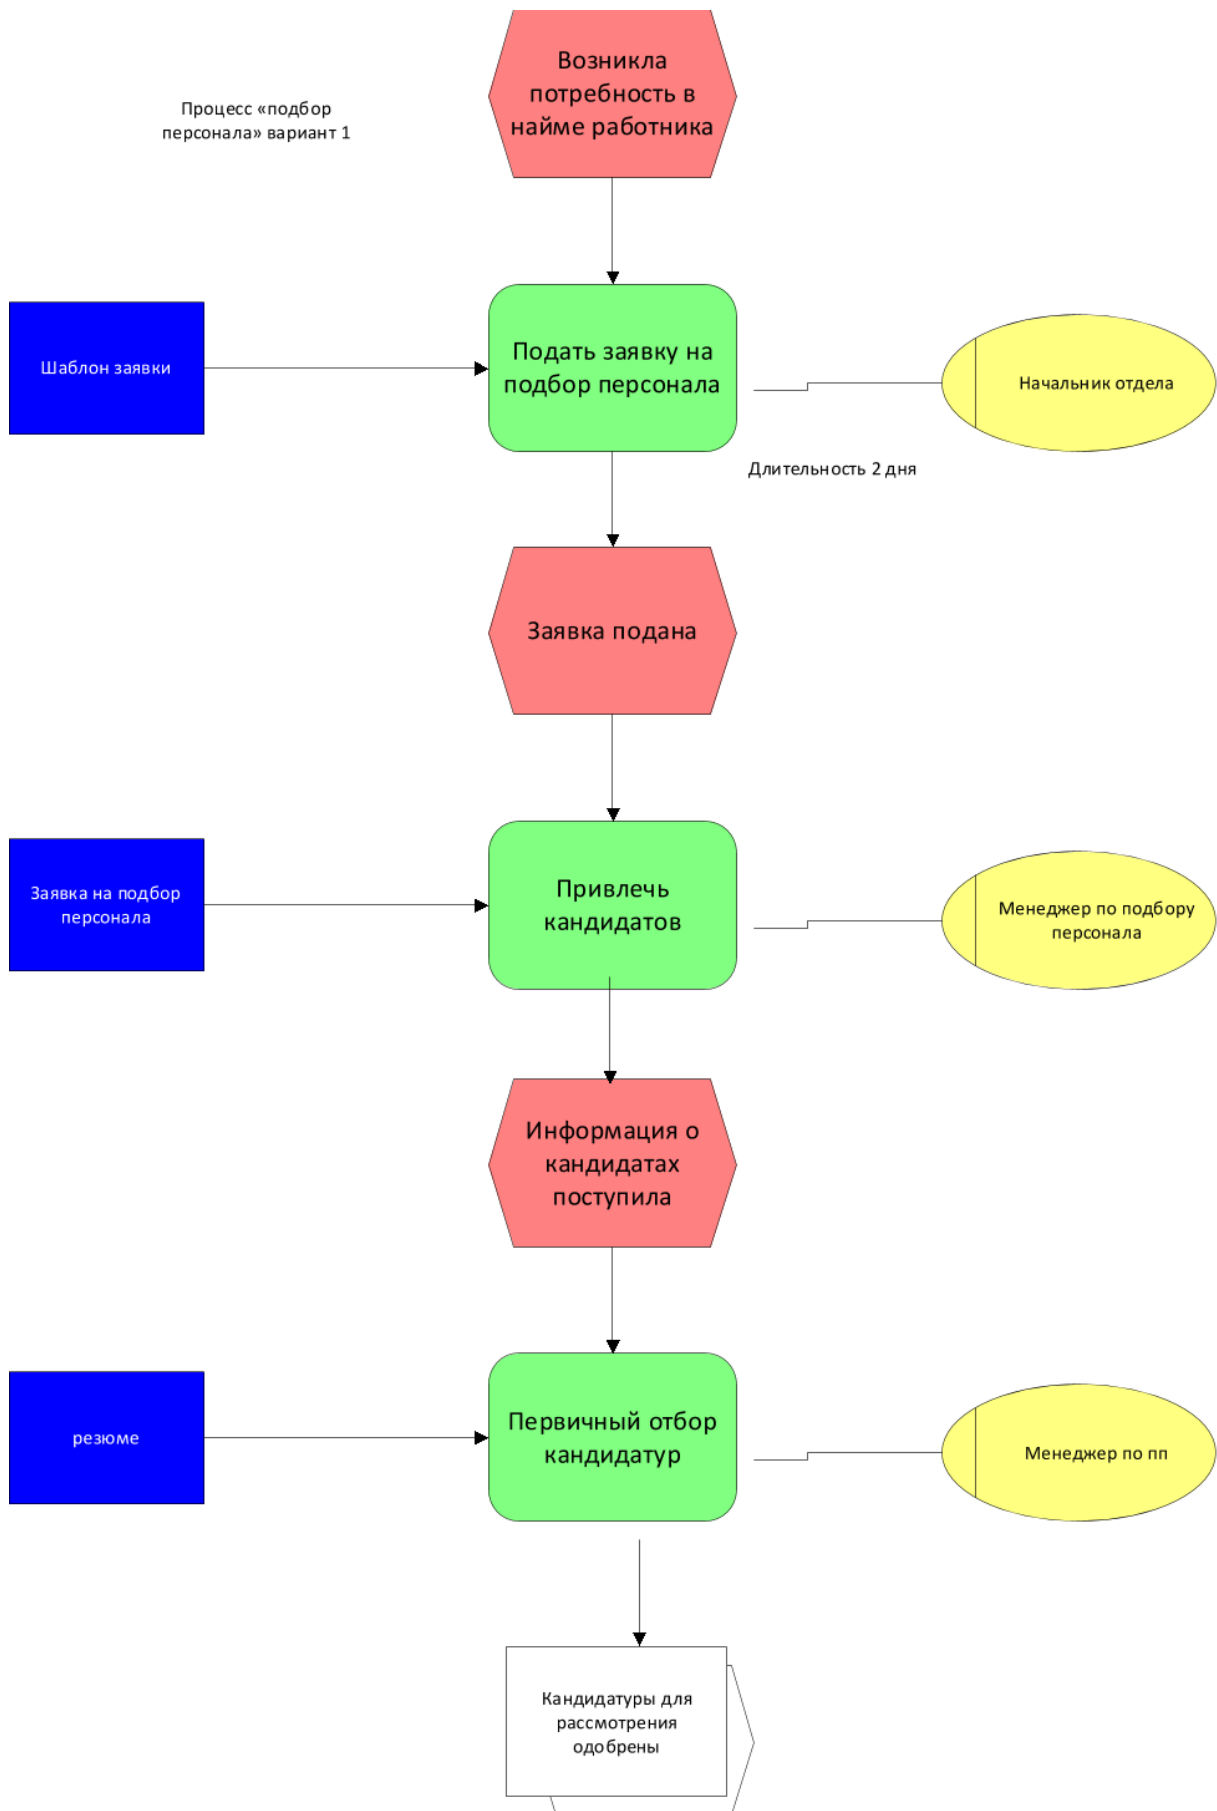 Возникла
потребность в
найме работника
Процесс «подбор
персонала» вариант 1
Шаблон заявки
Подать заявку на
подбор персонала
Начальник отдела
Длительность 2 дня
Заявка подана
Заявка на подбор
персонала
Привлечь
кандидатов
Менеджер по подбору
персонала
Информация о
кандидатах
поступила
резюме
Первичный отбор
кандидатур
Менеджер по пп
Кандидатуры для
рассмотрения
одобрены